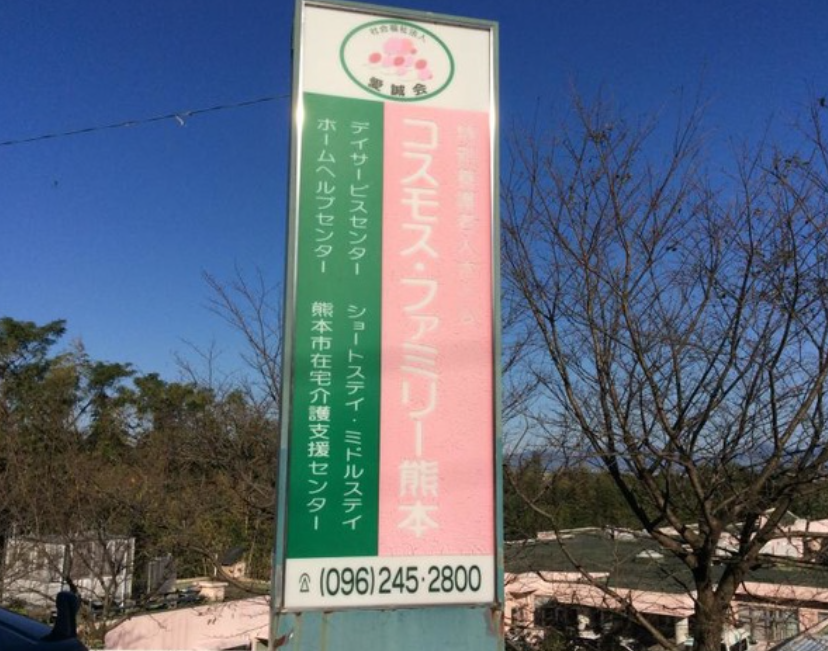 社会福祉法人
愛誠会
特別養護老人ホーム
コスモス・ファミリー熊本
デイサービスセンター
ショートステイ・ミドルステイ
ホームヘルプセンター
熊本市在宅介護支援センター
(096)245・2800